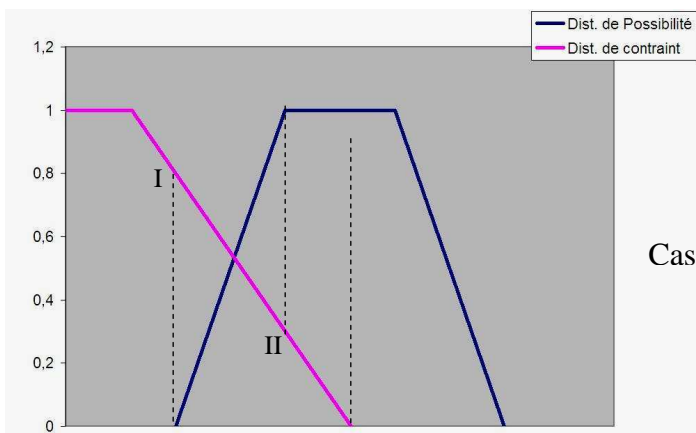 Dist. de Possibilité
Dist. de contraint
1,2
1
0,8
I
0,6
Cas
0,4
II
0,2
0